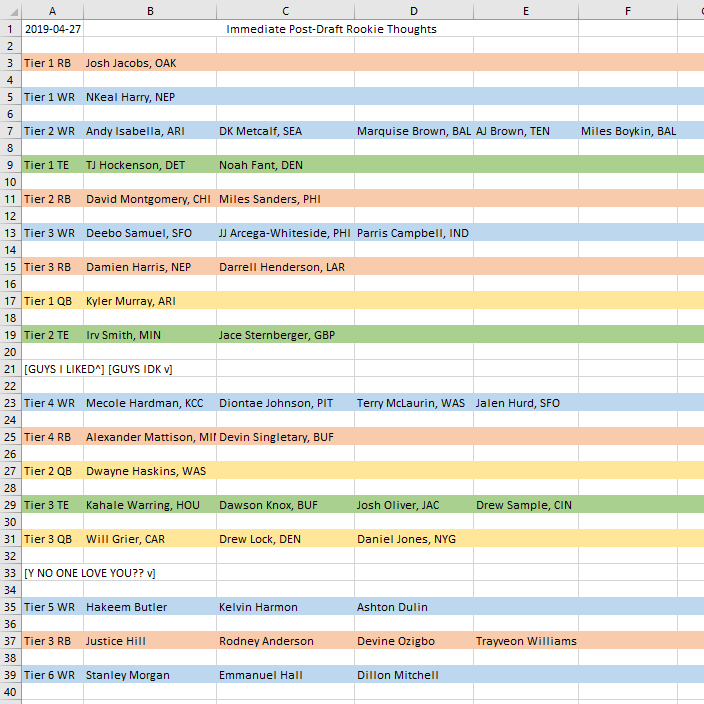 A B C D E F
1 2019-04-27 Immediate Post-Draft Rookie Thoughts
2
3 Tier 1 RB Josh Jacobs, OAK
4
5 Tier 1 WR NKeal Harry, NEP
6
7 Tier 2 WR Andy Isabella, ARI DK Metcalf, SEA Marquise Brown, BAL AJ Brown, TEN Miles Boykin, BAL
8
9 Tier 1 TE TJ Hockenson, DET Noah Fant, DEN
10
11 Tier 2 RB David Montgomery, CHI Miles Sanders, PHI
12
13 Tier 3 WR Deebo Samuel, SFO JJ Arcega-Whiteside, PHI Parris Campbell, IND
14
15 Tier 3 RB Damien Harris, NEP Darrell Henderson, LAR
16
17 Tier 1 QB Kyler Murray, ARI
18
19 Tier 2 TE Irv Smith, MIN Jace Sternberger, GBP
20
21 [GUYS I LIKED^] [GUYS IDK v]
22
23 Tier 4 WR Mecole Hardman, KCC Diontae Johnson, PIT Terry McLaurin, WAS Jalen Hurd, SFO
24
25 Tier 4 RB Alexander Mattison, MI Devin Singletary, BUF
26
27 Tier 2 QB Dwayne Haskins, WAS
28
29 Tier 3 TE Kahale Warring, HOU Dawson Knox, BUF Josh Oliver, JAC Drew Sample, CIN
30
31 Tier 3 QB Will Grier, CAR Drew Lock, DEN Daniel Jones, NYG
32
33 [Y NO ONE LOVE YOU?? v]
34
35 Tier 5 WR Hakeem Butler Kelvin Harmon Ashton Dulin
36
37 Tier 3 RB Justice Hill Rodney Anderson Devine Ozigbo Trayveon Williams
38
39 Tier 6 WR Stanley Morgan Emmanuel Hall Dillon Mitchell
40